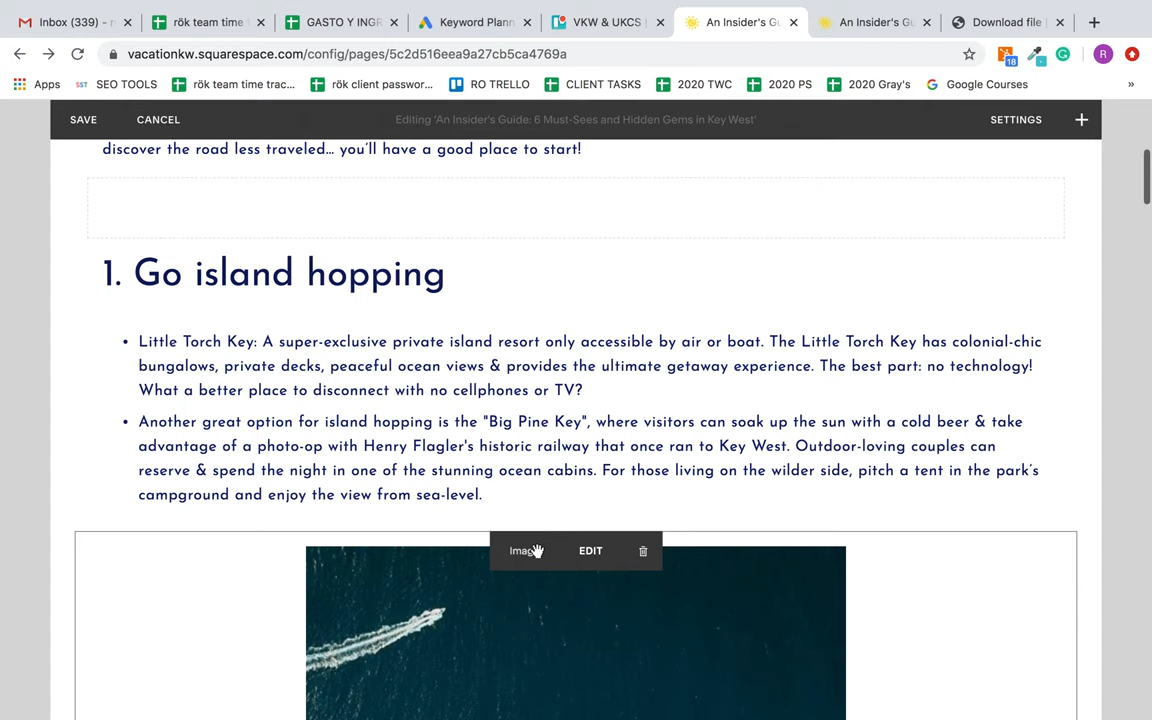 Inbox (339) -
rök team time
GASTO Y INGR
Keyword Plann
VKW & UKCS |
An Insider's Gu
An Insider's Gu
Download file |
vacationkw.squarespace.com/config/pages/5c2d516eea9a27cb5ca4769a
18
R
Apps
SST SEO TOOLS
rök team time trac...
rök client passwor...
RO TRELLO
CLIENT TASKS
2020 TWC
2020 PS
2020 Gray's
Google Courses
»
SAVE
CANCEL
Editing 'An Insider's Guide: 6 Must-Sees and Hidden Gems in Key West'
SETTINGS
+
discover the road less traveled... you'll have a good place to start!
1. Go island hopping
• Little Torch Key: A super-exclusive private island resort only accessible by air or boat. The Little Torch Key has colonial-chic
bungalows, private decks, peaceful ocean views & provides the ultimate getaway experience. The best part: no technology!
What a better place to disconnect with no cellphones or TV?
• Another great option for island hopping is the "Big Pine Key", where visitors can soak up the sun with a cold beer & take
advantage of a photo-op with Henry Flagler's historic railway that once ran to Key West. Outdoor-loving couples can
reserve & spend the night in one of the stunning ocean cabins. For those living on the wilder side, pitch a tent in the park's
campground and enjoy the view from sea-level.
Image
EDIT